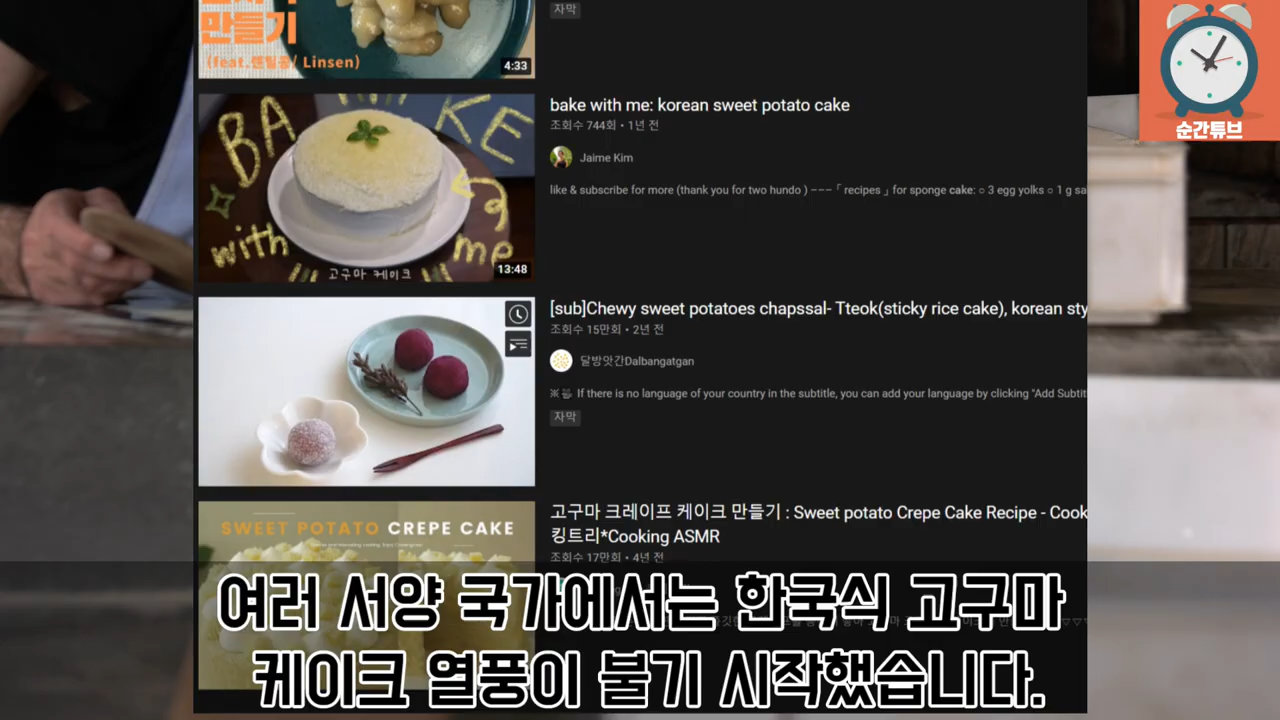 만들기
(feat.렌틸콩/ Linsen)
4:33
자막
순간튜브
BAKE
with me
고구마 케이크
13:48
bake with me: korean sweet potato cake
조회수 744회 • 1년 전
Jaime Kim
like & subscribe for more (thank you for two hundo ) ---「 recipes 」for sponge cake: ○ 3 egg yolks ○ 1 g sa
[sub]Chewy sweet potatoes chapssal- Tteok(sticky rice cake), korean sty
조회수 15만회 • 2년 전
달방앗간Dalbangatgan
If there is no language of your country in the subtitle, you can add your language by clicking "Add Subtit
자막
SWEET POTATO CREPE CAKE
고구마 크레이프 케이크 만들기 : Sweet potato Crepe Cake Recipe - Cook
킹트리*Cooking ASMR
조회수 17만회 • 4년 전
여러 서양 국가에서는 한국식 고구마
케이크 열풍이 불기 시작했습니다.